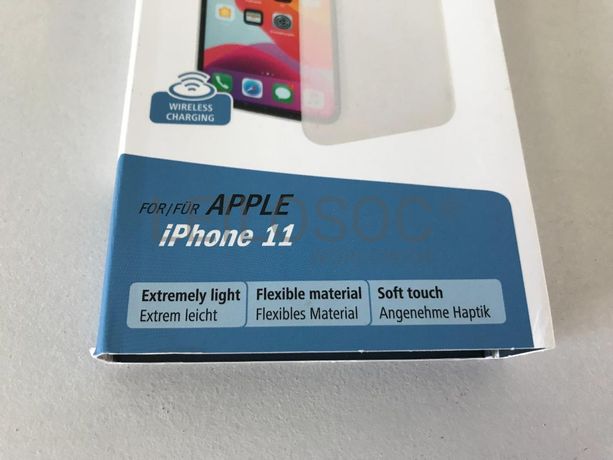 WIRELESS
CHARGING
FOR/FÜR APPLE
iPhone 11
Extremely light
Extrem leicht
Flexible material
Flexibles Material
Soft touch
Angenehme Haptik